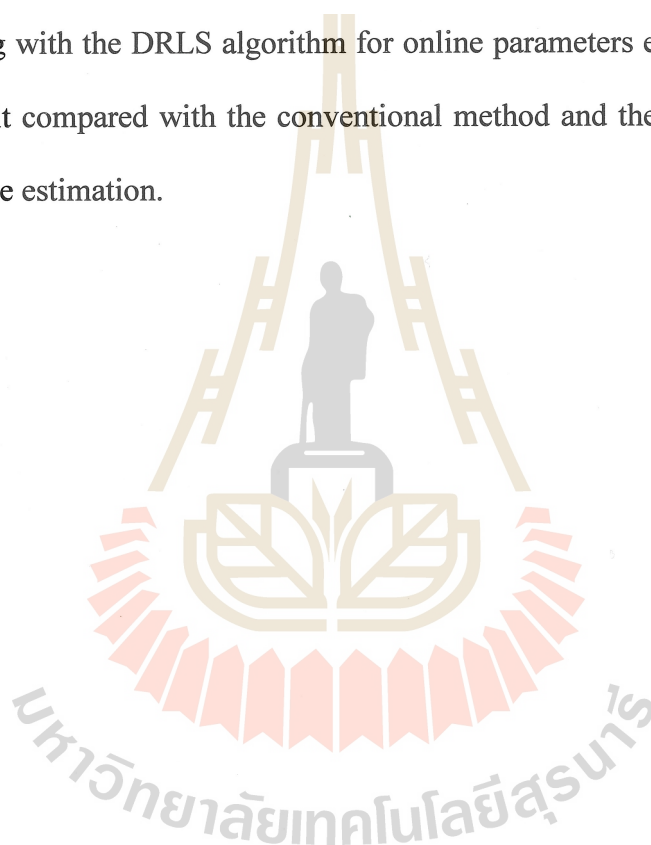 with the DRLS algorithm for online parameters
compared with the conventional method and the
estimation.
มหาวิทยาลัยเทคโนโลยีสุรนารี